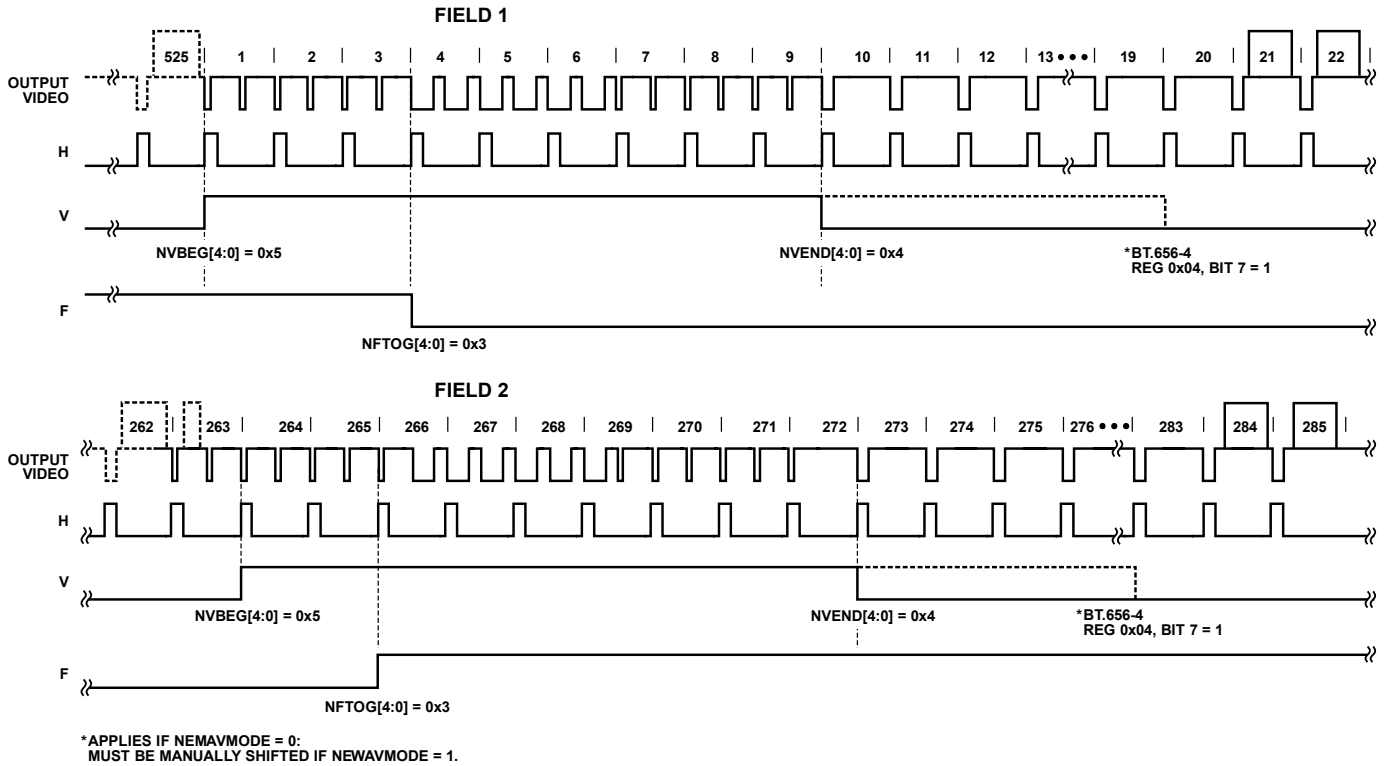 FIELD 1
525 1 2 3 4 5 6 7 8 9 10 11 12 13 ••• 19 20 21 22
OUTPUT
VIDEO
H
V
NVBEG[4:0] = 0x5 NVEND[4:0] = 0x4 *BT.656-4
REG 0x04, BIT 7 = 1
F
NFTOG[4:0] = 0x3
FIELD 2
262 263 264 265 266 267 268 269 270 271 272 273 274 275 276 ••• 283 284 285
OUTPUT
VIDEO
H
V
NVBEG[4:0] = 0x5 NVEND[4:0] = 0x4 *BT.656-4
REG 0x04, BIT 7 = 1
F
NFTOG[4:0] = 0x3
*APPLIES IF NEMAVMODE = 0:
MUST BE MANUALLY SHIFTED IF NEWAVMODE = 1.